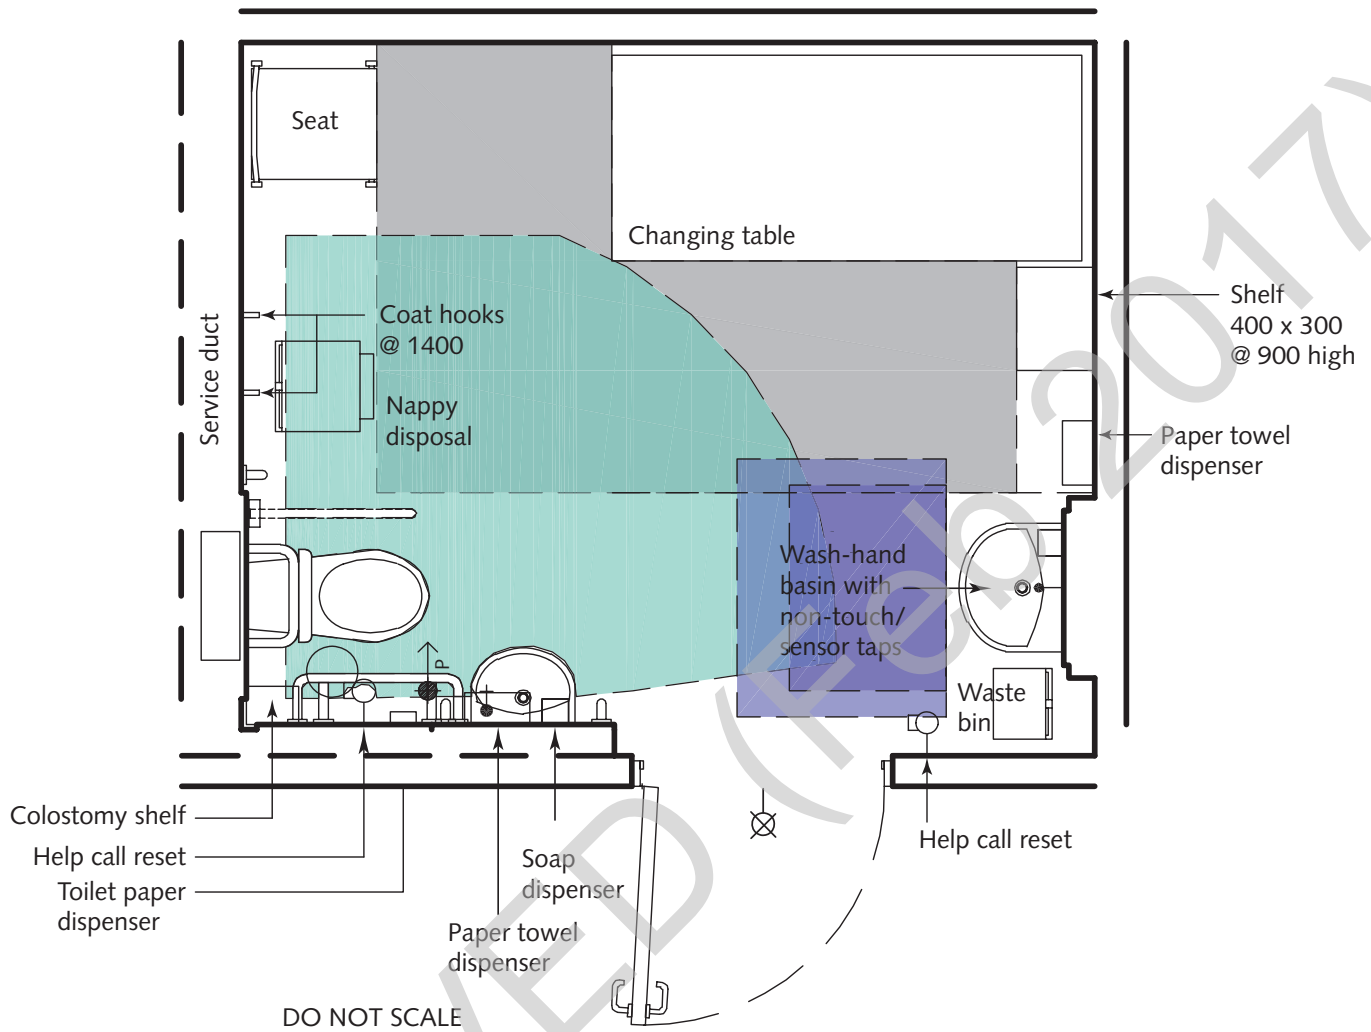 Seat
Changing table
Coat hooks
@ 1400
Service duct
Nappy
disposal
Shelf
400 x 300
@ 900 high
Paper towel
dispenser
Wash-hand
basin with
non-touch/
sensor taps
P
Waste
bin
Colostomy shelf
Help call reset
Toilet paper
dispenser
Soap
dispenser
Paper towel
dispenser
Help call reset
DO NOT SCALE
VED (Feb 2017)